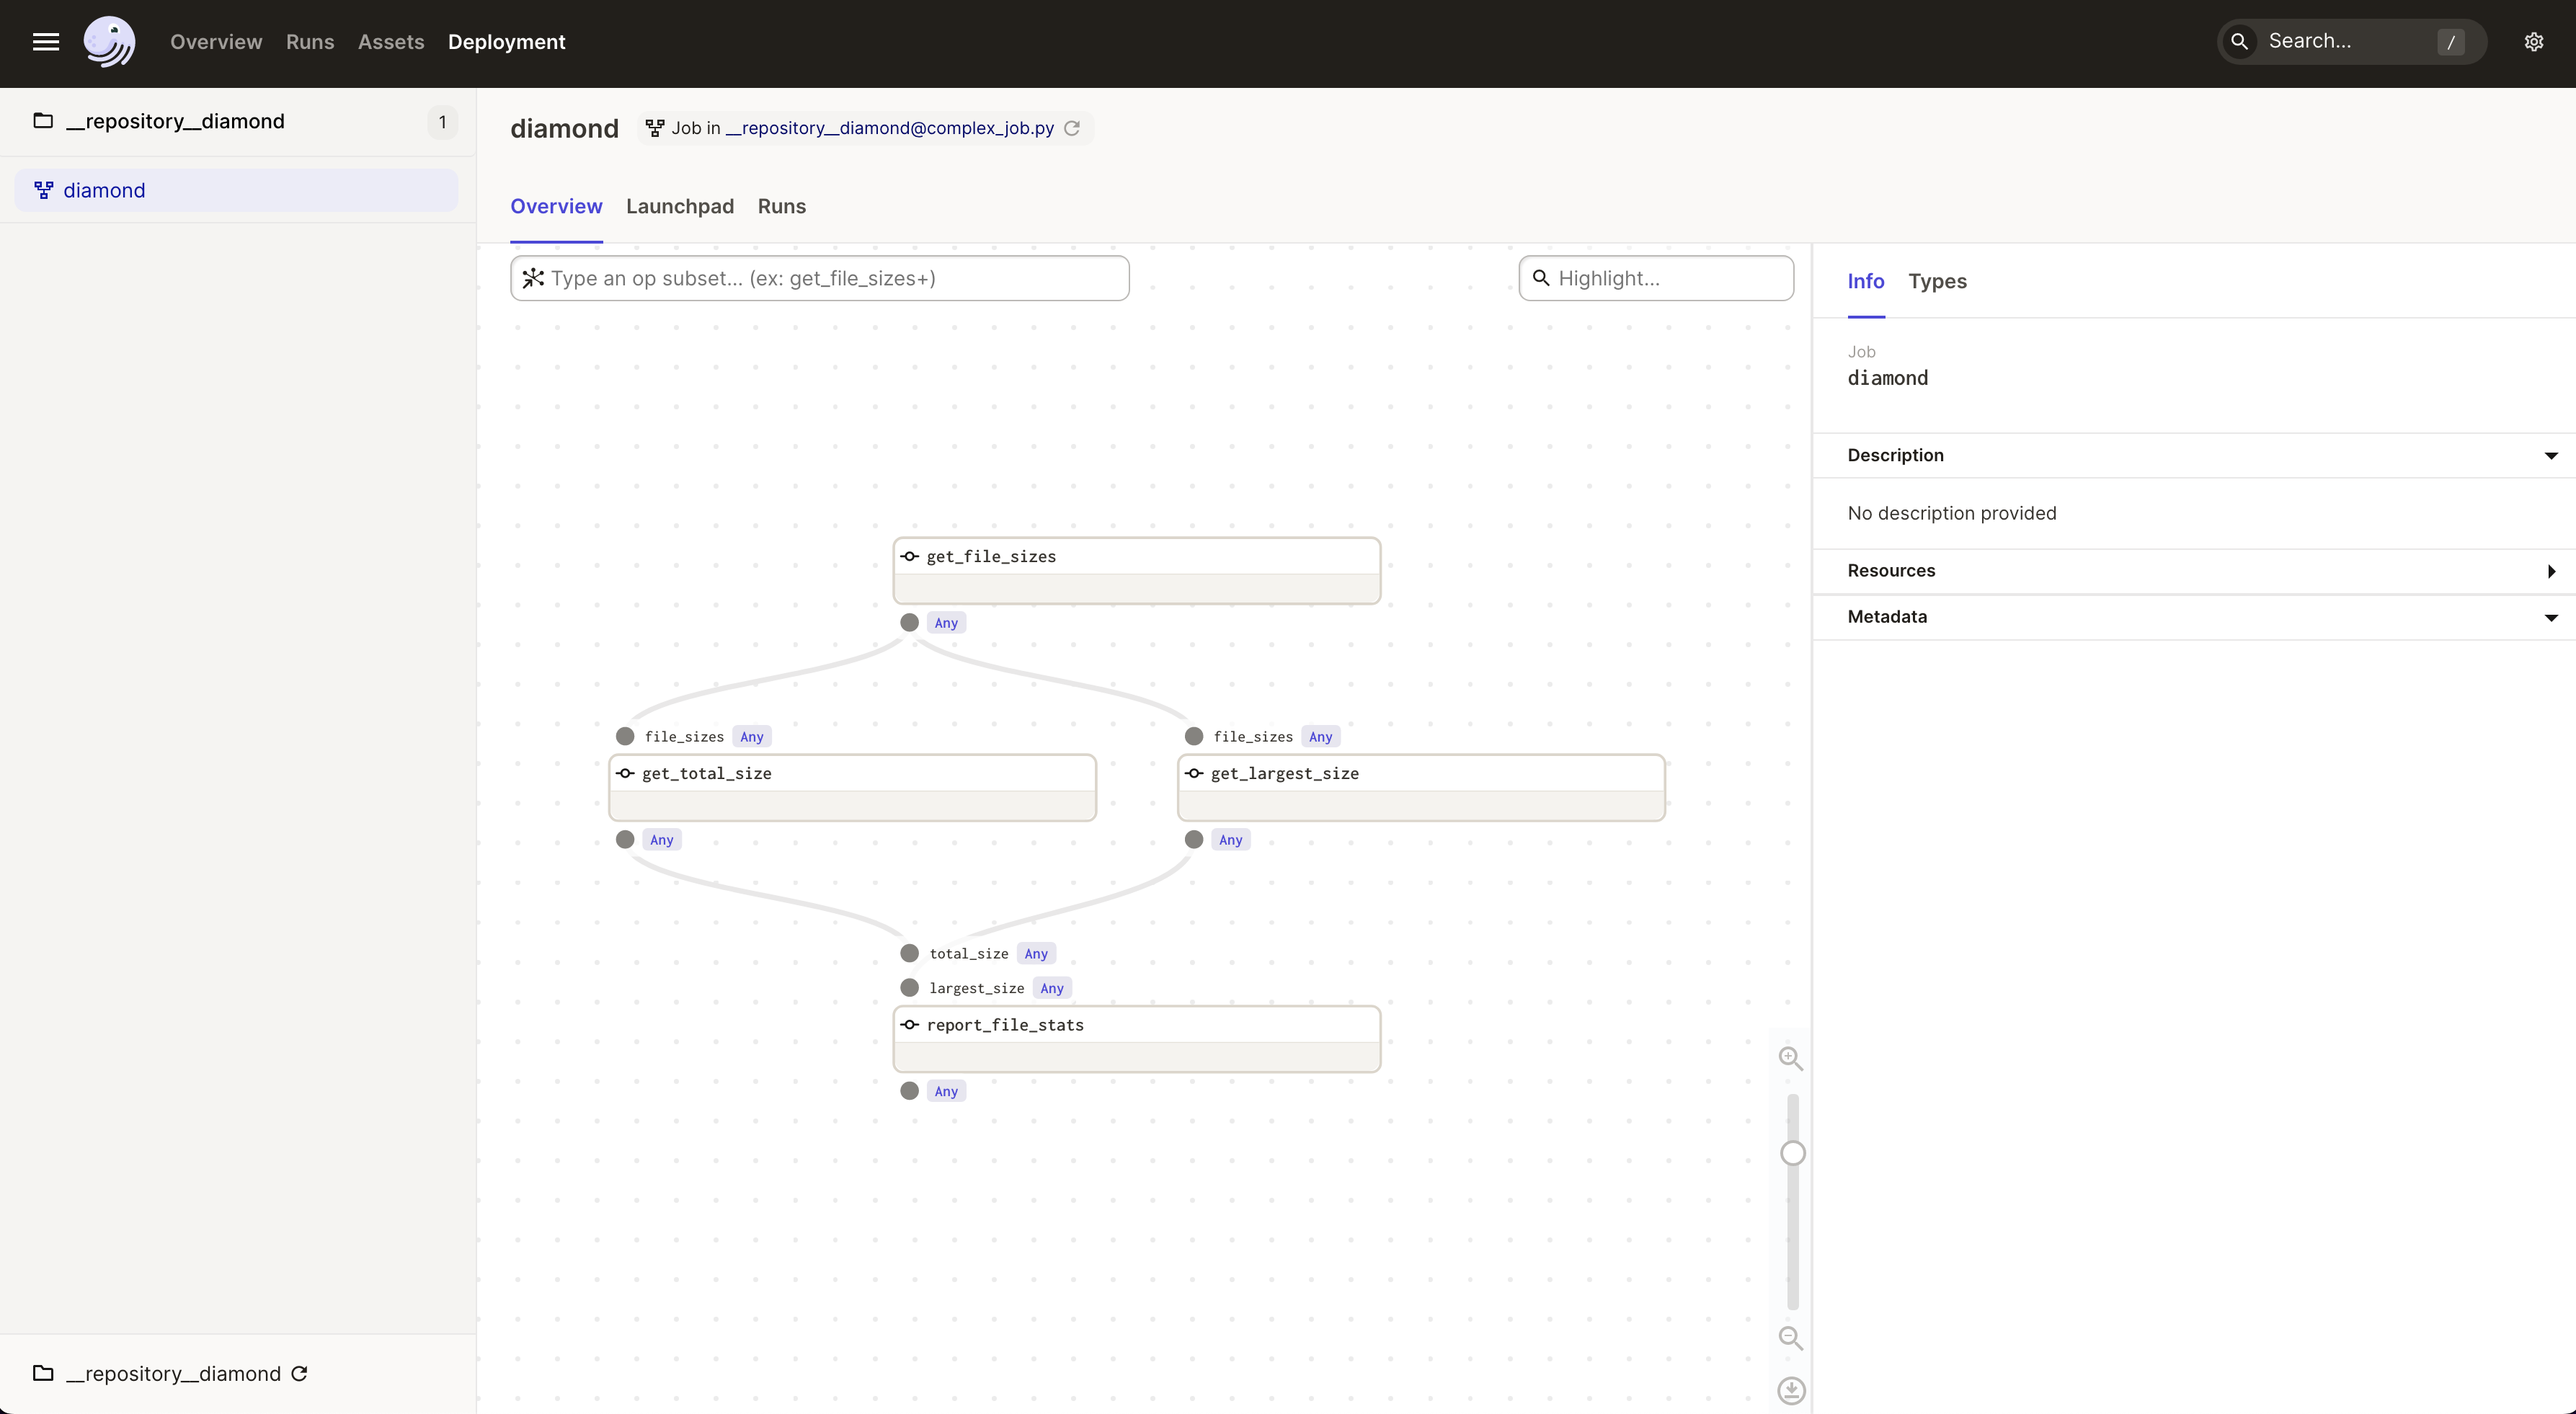 Overview Runs Assets Deployment Search... /
__repository__diamond 1
diamond
diamond Job in __repository__diamond@complex_job.py
Overview Launchpad Runs
Type an op subset... (ex: get_file_sizes+) Highlight...
get_file_sizes
Any
file_sizes Any file_sizes Any
get_total_size get_largest_size
Any Any
total_size Any
largest_size Any
report_file_stats
Any
Info Types
Job
diamond
Description
No description provided
Resources
Metadata
__repository__diamond